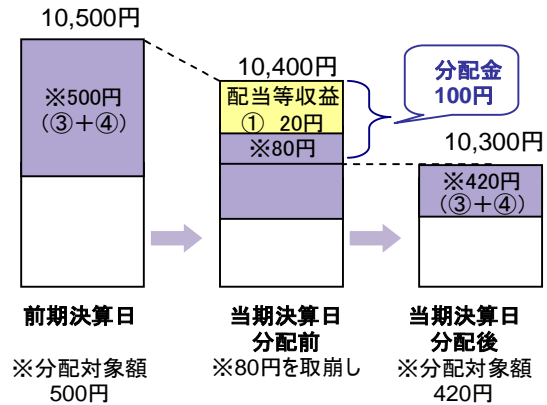 10,500円
※500円
(③+④)
10,400円
配当等収益
① 20円
※80円
分配金
100円
10,300円
※420円
(③+④)
前期決算日
※分配対象額
500円
当期決算日
分配前
※80円を取崩し
当期決算日
分配後
※分配対象額
420円